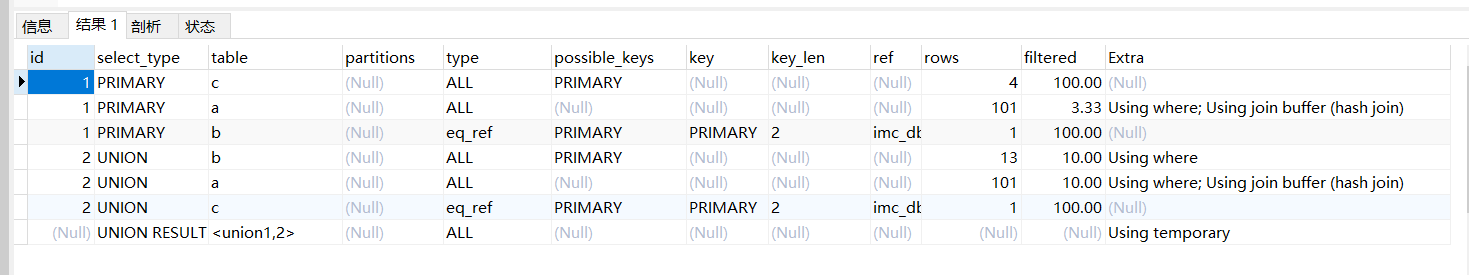 信息 结果 1 剖析 状态
id select_type table partitions type possible_keys key key_len ref rows filtered Extra
1 PRIMARY c (Null) ALL PRIMARY (Null) (Null) (Null) 4 100.00 (Null)
1 PRIMARY a (Null) ALL (Null) (Null) (Null) (Null) 101 3.33 Using where; Using join buffer (hash join)
1 PRIMARY b (Null) eq_ref PRIMARY PRIMARY 2 imc_db 1 100.00 (Null)
2 UNION b (Null) ALL PRIMARY (Null) (Null) (Null) 13 10.00 Using where
2 UNION a (Null) ALL (Null) (Null) (Null) (Null) 101 10.00 Using where; Using join buffer (hash join)
2 UNION c (Null) eq_ref PRIMARY PRIMARY 2 imc_db 1 100.00 (Null)
(Null) UNION RESULT <union1,2> (Null) ALL (Null) (Null) (Null) (Null) (Null) (Null) Using temporary